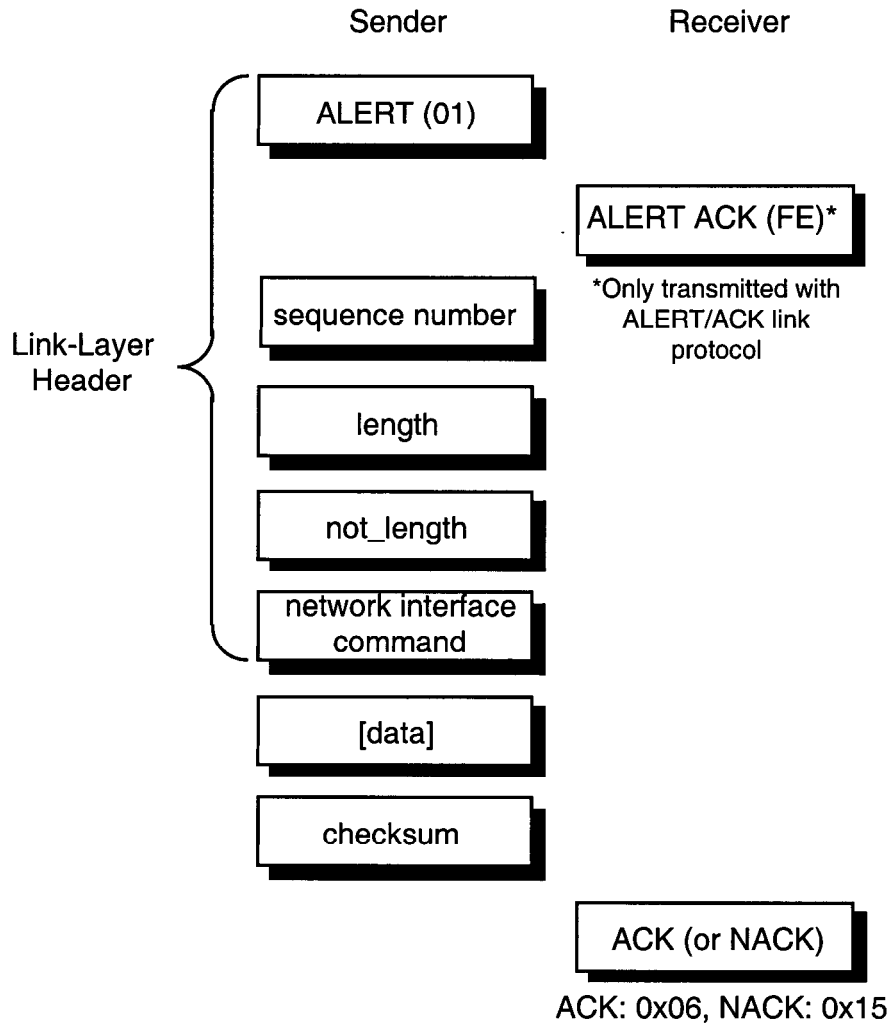 Sender
Receiver
ALERT (01)
ALERT ACK (FE)*
*Only transmitted with
ALERT/ACK link
protocol
sequence number
Link-Layer
Header
length
not_length
network interface
command
[data]
checksum
ACK (or NACK)
ACK: 0x06, NACK: 0x15